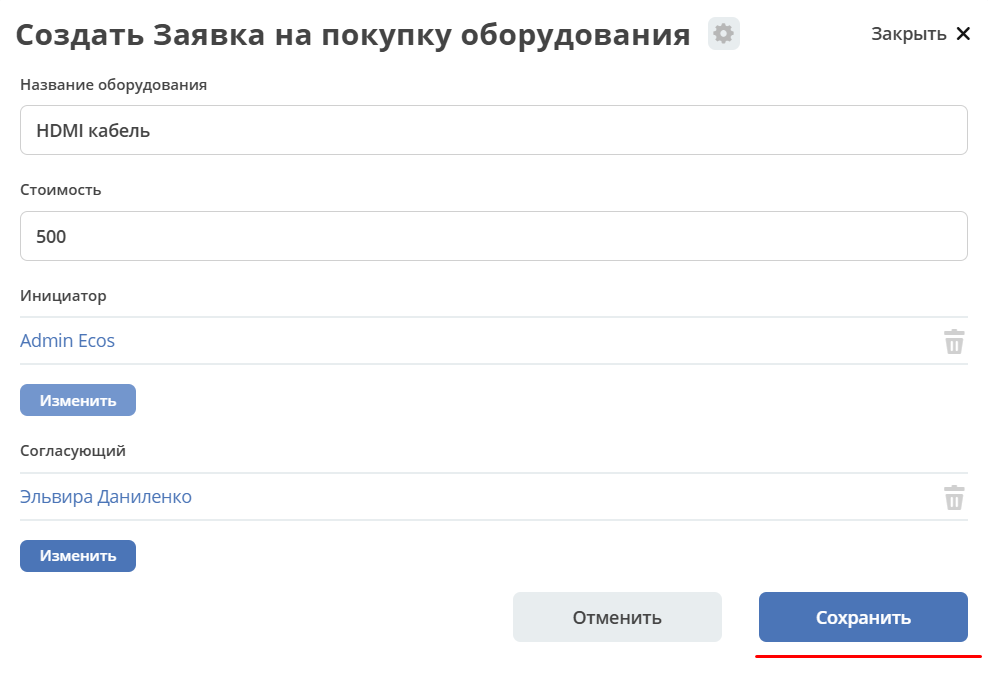 Создать Заявка на покупку оборудования
Закрыть
Название оборудования
HDMI кабель
Стоимость
500
Инициатор
Admin Ecos
Изменить
Согласующий
Эльвира Даниленко
Изменить
Отменить
Сохранить